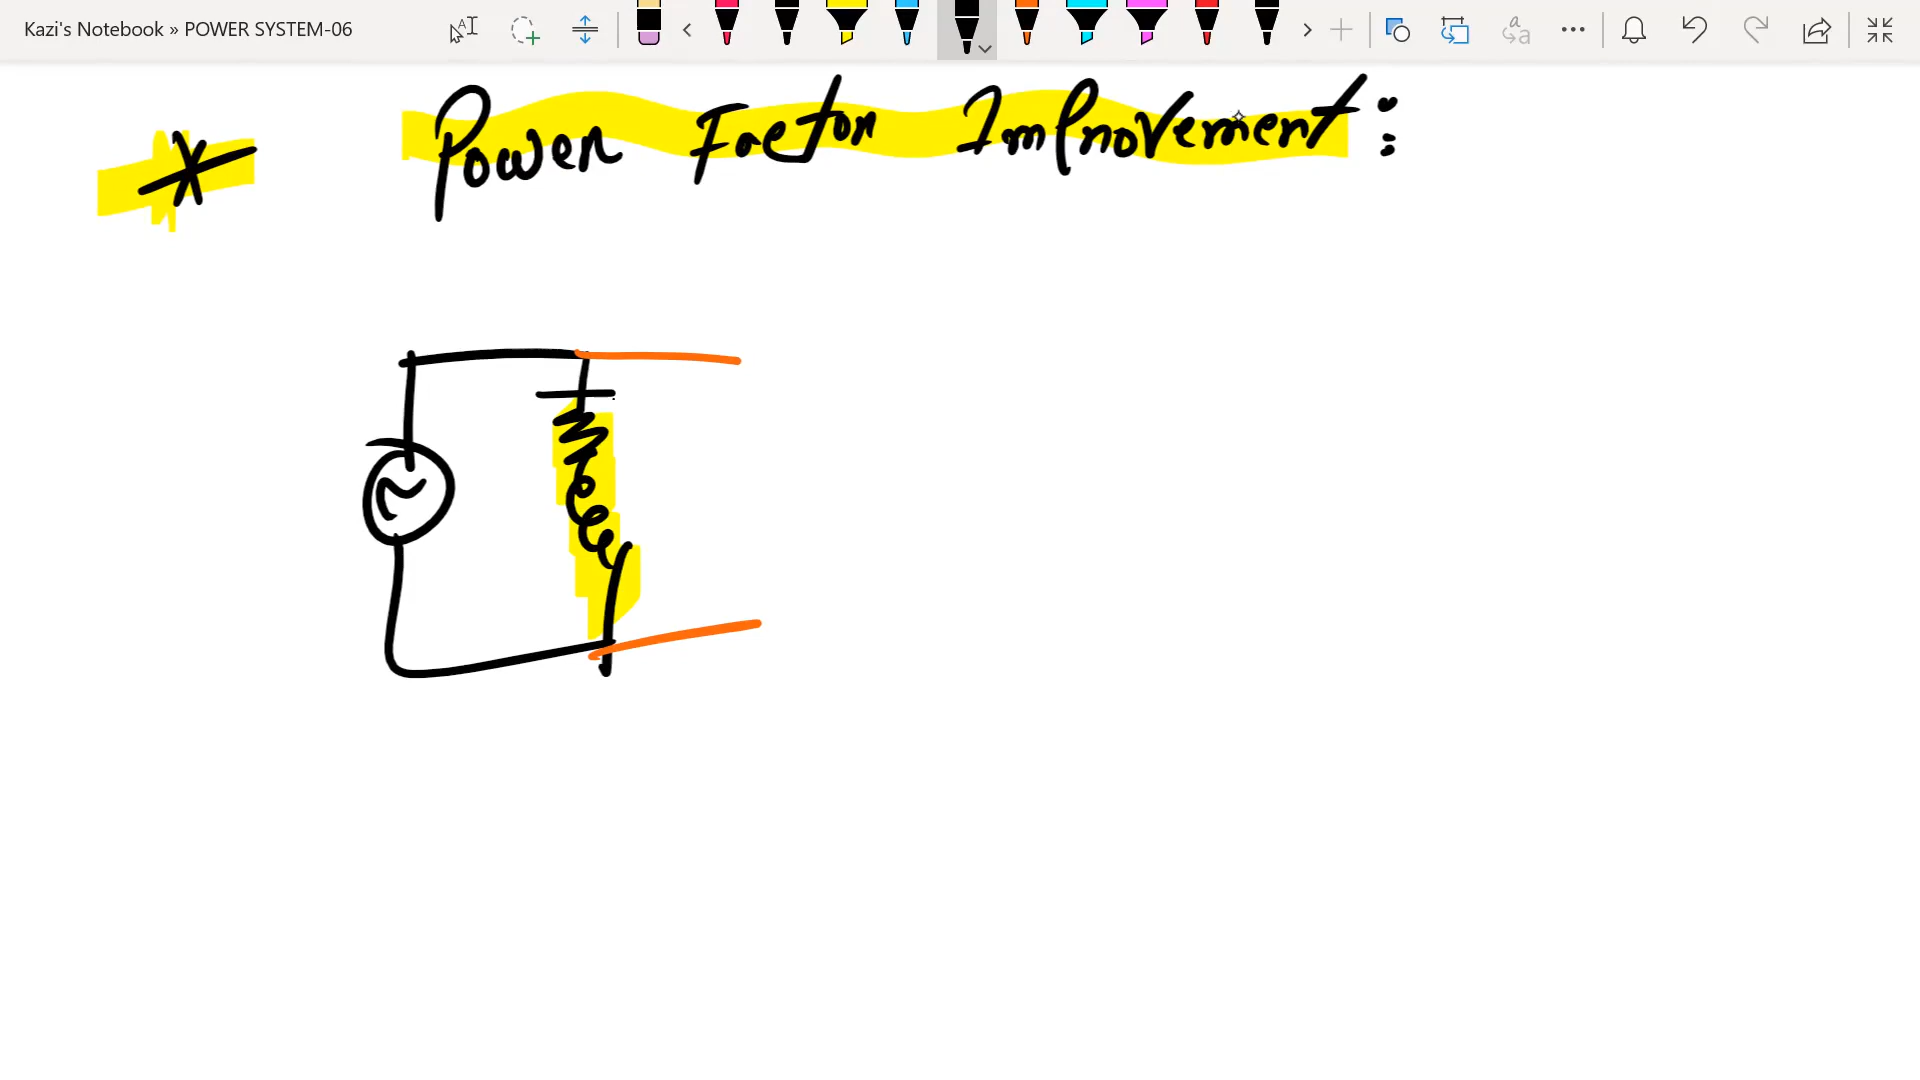 Kazi's Notebook » POWER SYSTEM-06
* Power Factor Improvement: